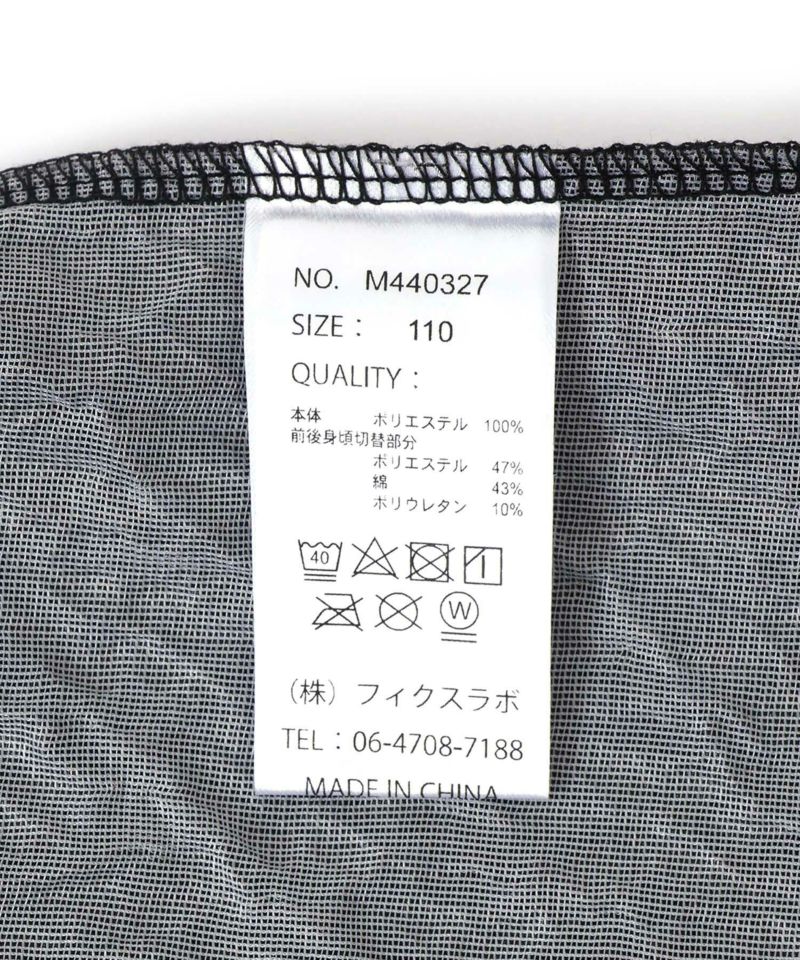 NO. M440327
SIZE : 110
QUALITY :
本体 ポリエステル 100%
前後身頃切替部分
ポリエステル 47%
綿 43%
ポリウレタン 10%
40
W
(株) フィクスラボ
TEL : 06-4708-7188
MADE IN CHINA